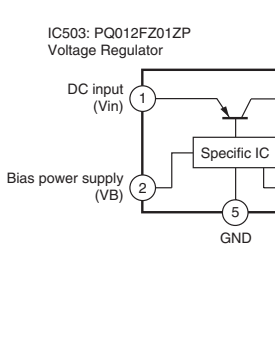 IC503: PQ012FZ01ZP
Voltage Regulator
DC input
(Vin)
1
Specific IC
Bias power supply
(VB)
2
5
GND